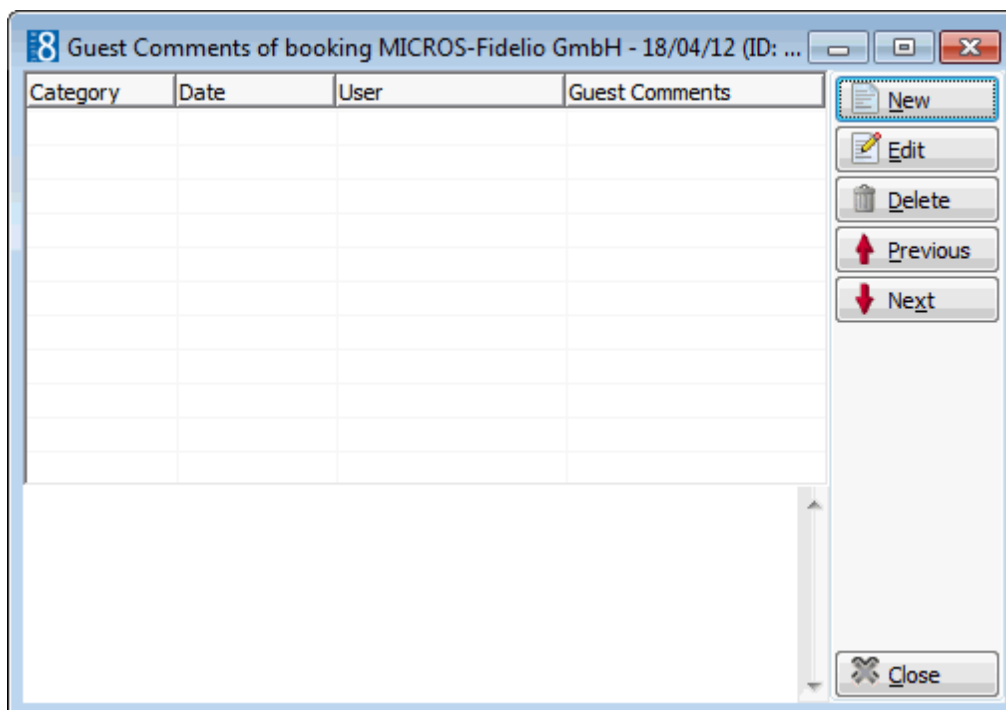 8 Guest Comments of booking MICROS-Fidelio GmbH - 18/04/12 (ID: ...
Category Date User Guest Comments
New
Edit
Delete
Previous
Next
Close